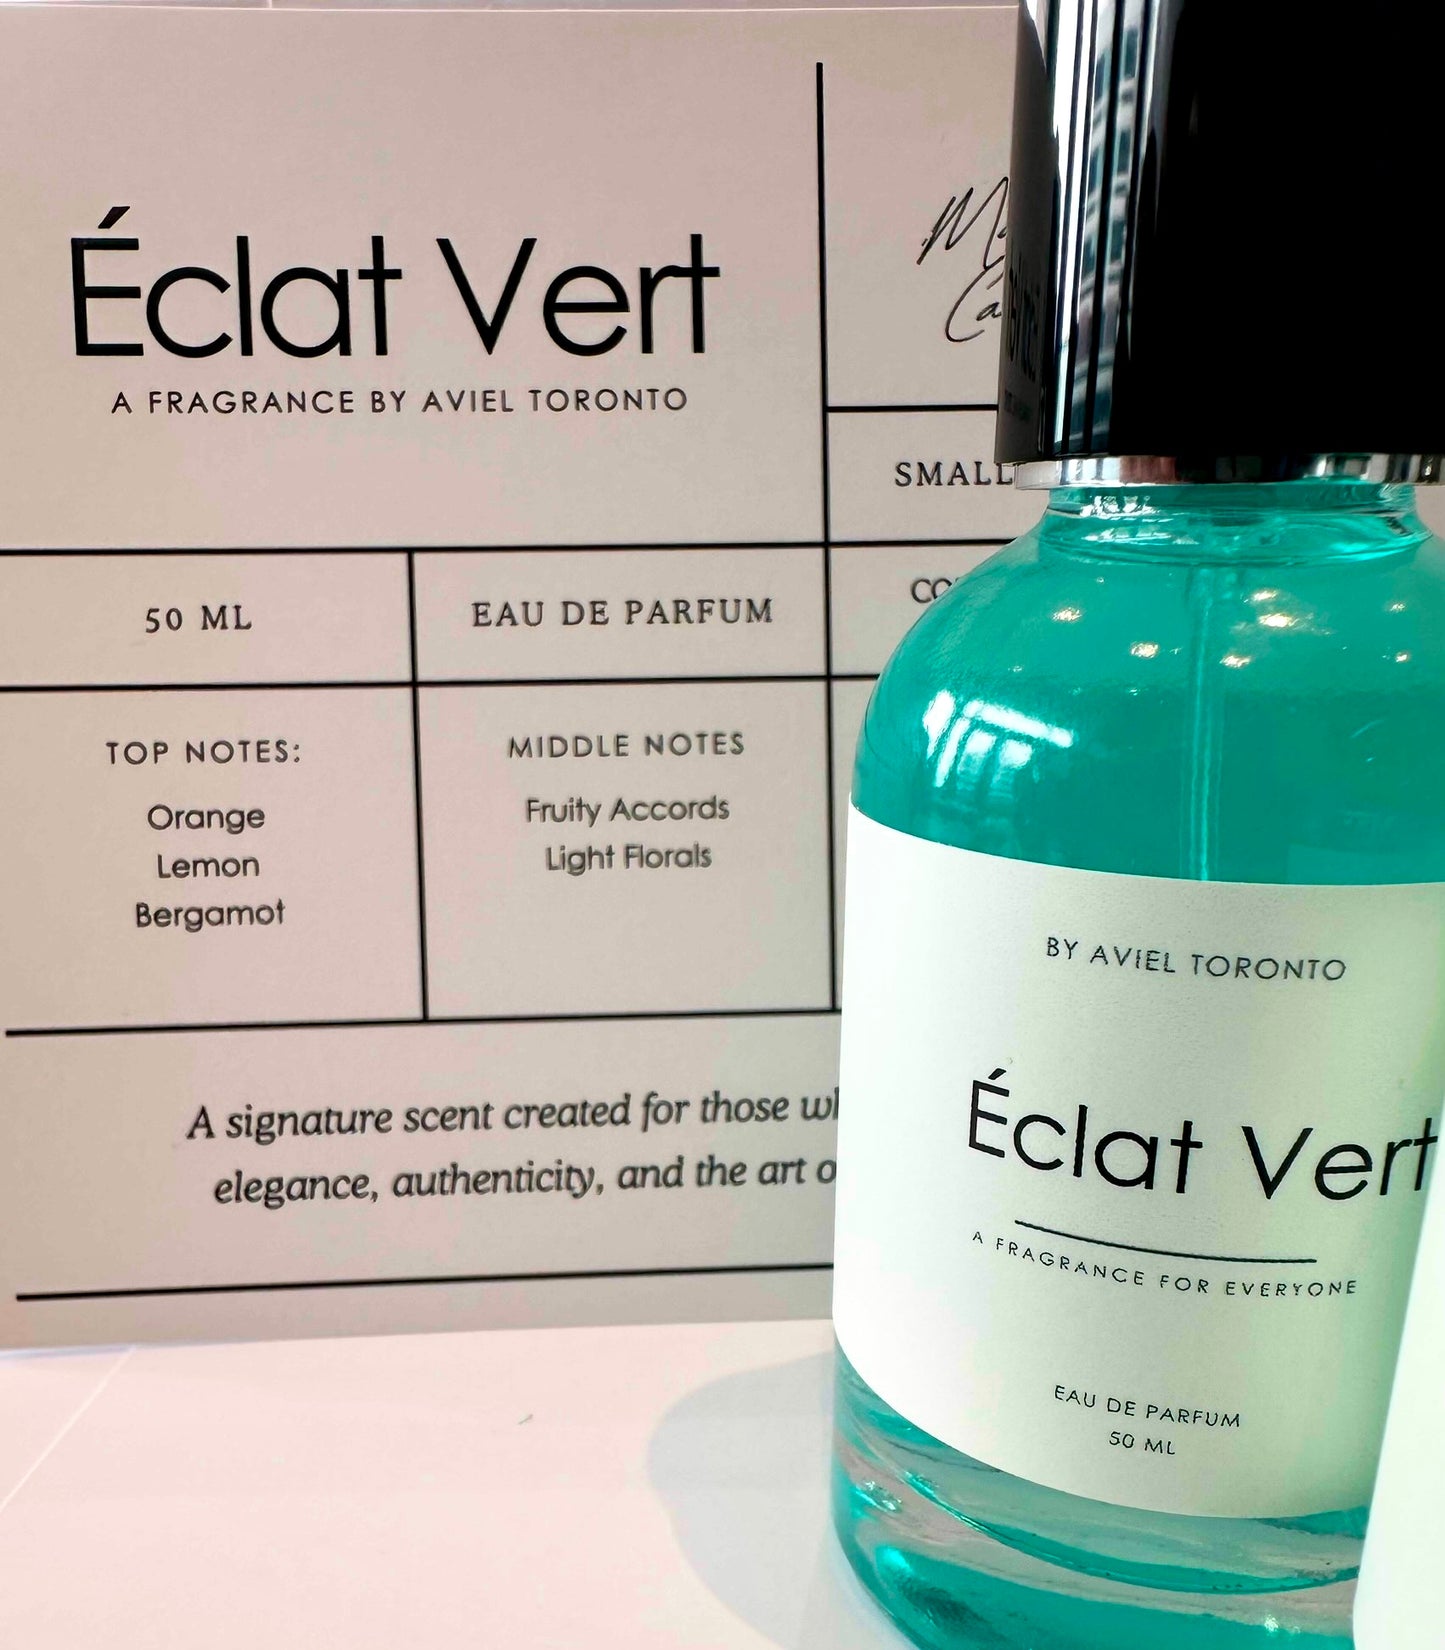 Éclat Vert
A FRAGRANCE BY AVIEL TORONTO
SMALL
50 ML
EAU DE PARFUM
TOP NOTES:
Orange
Lemon
Bergamot
MIDDLE NOTES
Fruity Accords
Light Florals
A signature scent created for those
elegance, authenticity, and the art
BY AVIEL TORONTO
Éclat Vert
A FRAGRANCE FOR EVERYONE
EAU DE PARFUM
50 ML